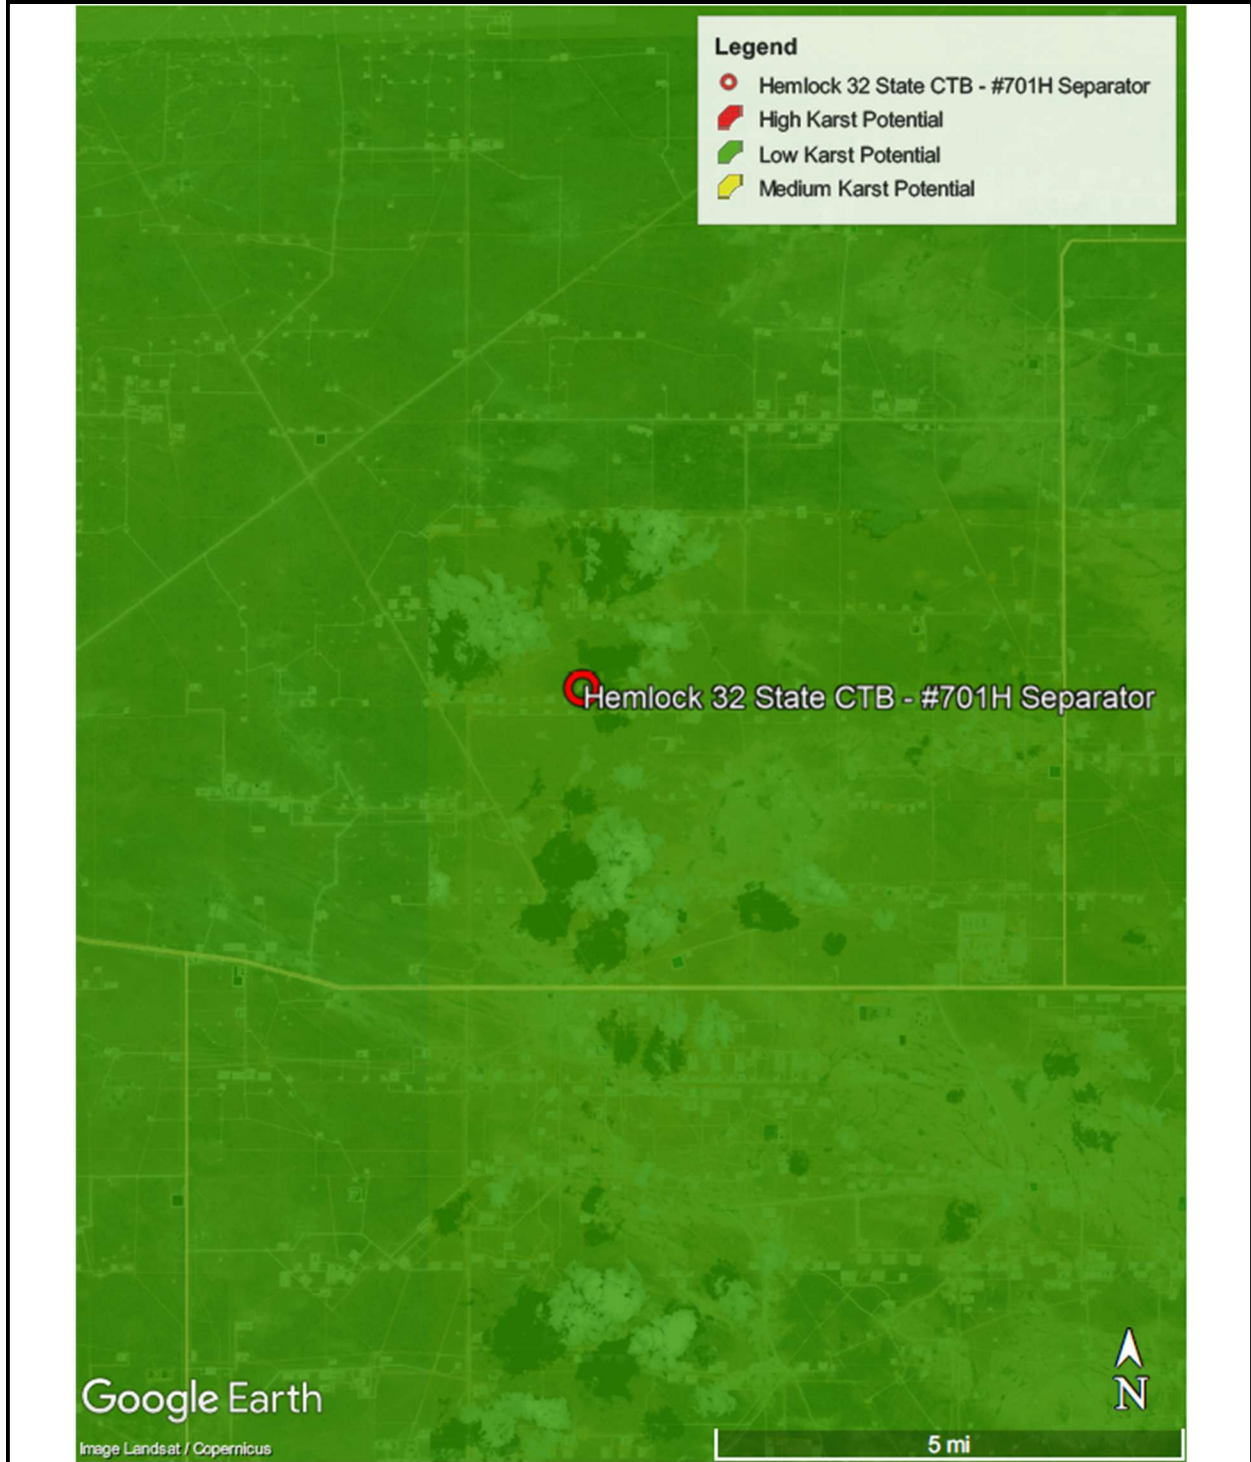 Legend
Hemlock 32 State CTB - #701H Separator
High Karst Potential
Low Karst Potential
Medium Karst Potential
Hemlock 32 State CTB - #701H Separator
N
Google Earth
Image Landsat / Copernicus
5 mi